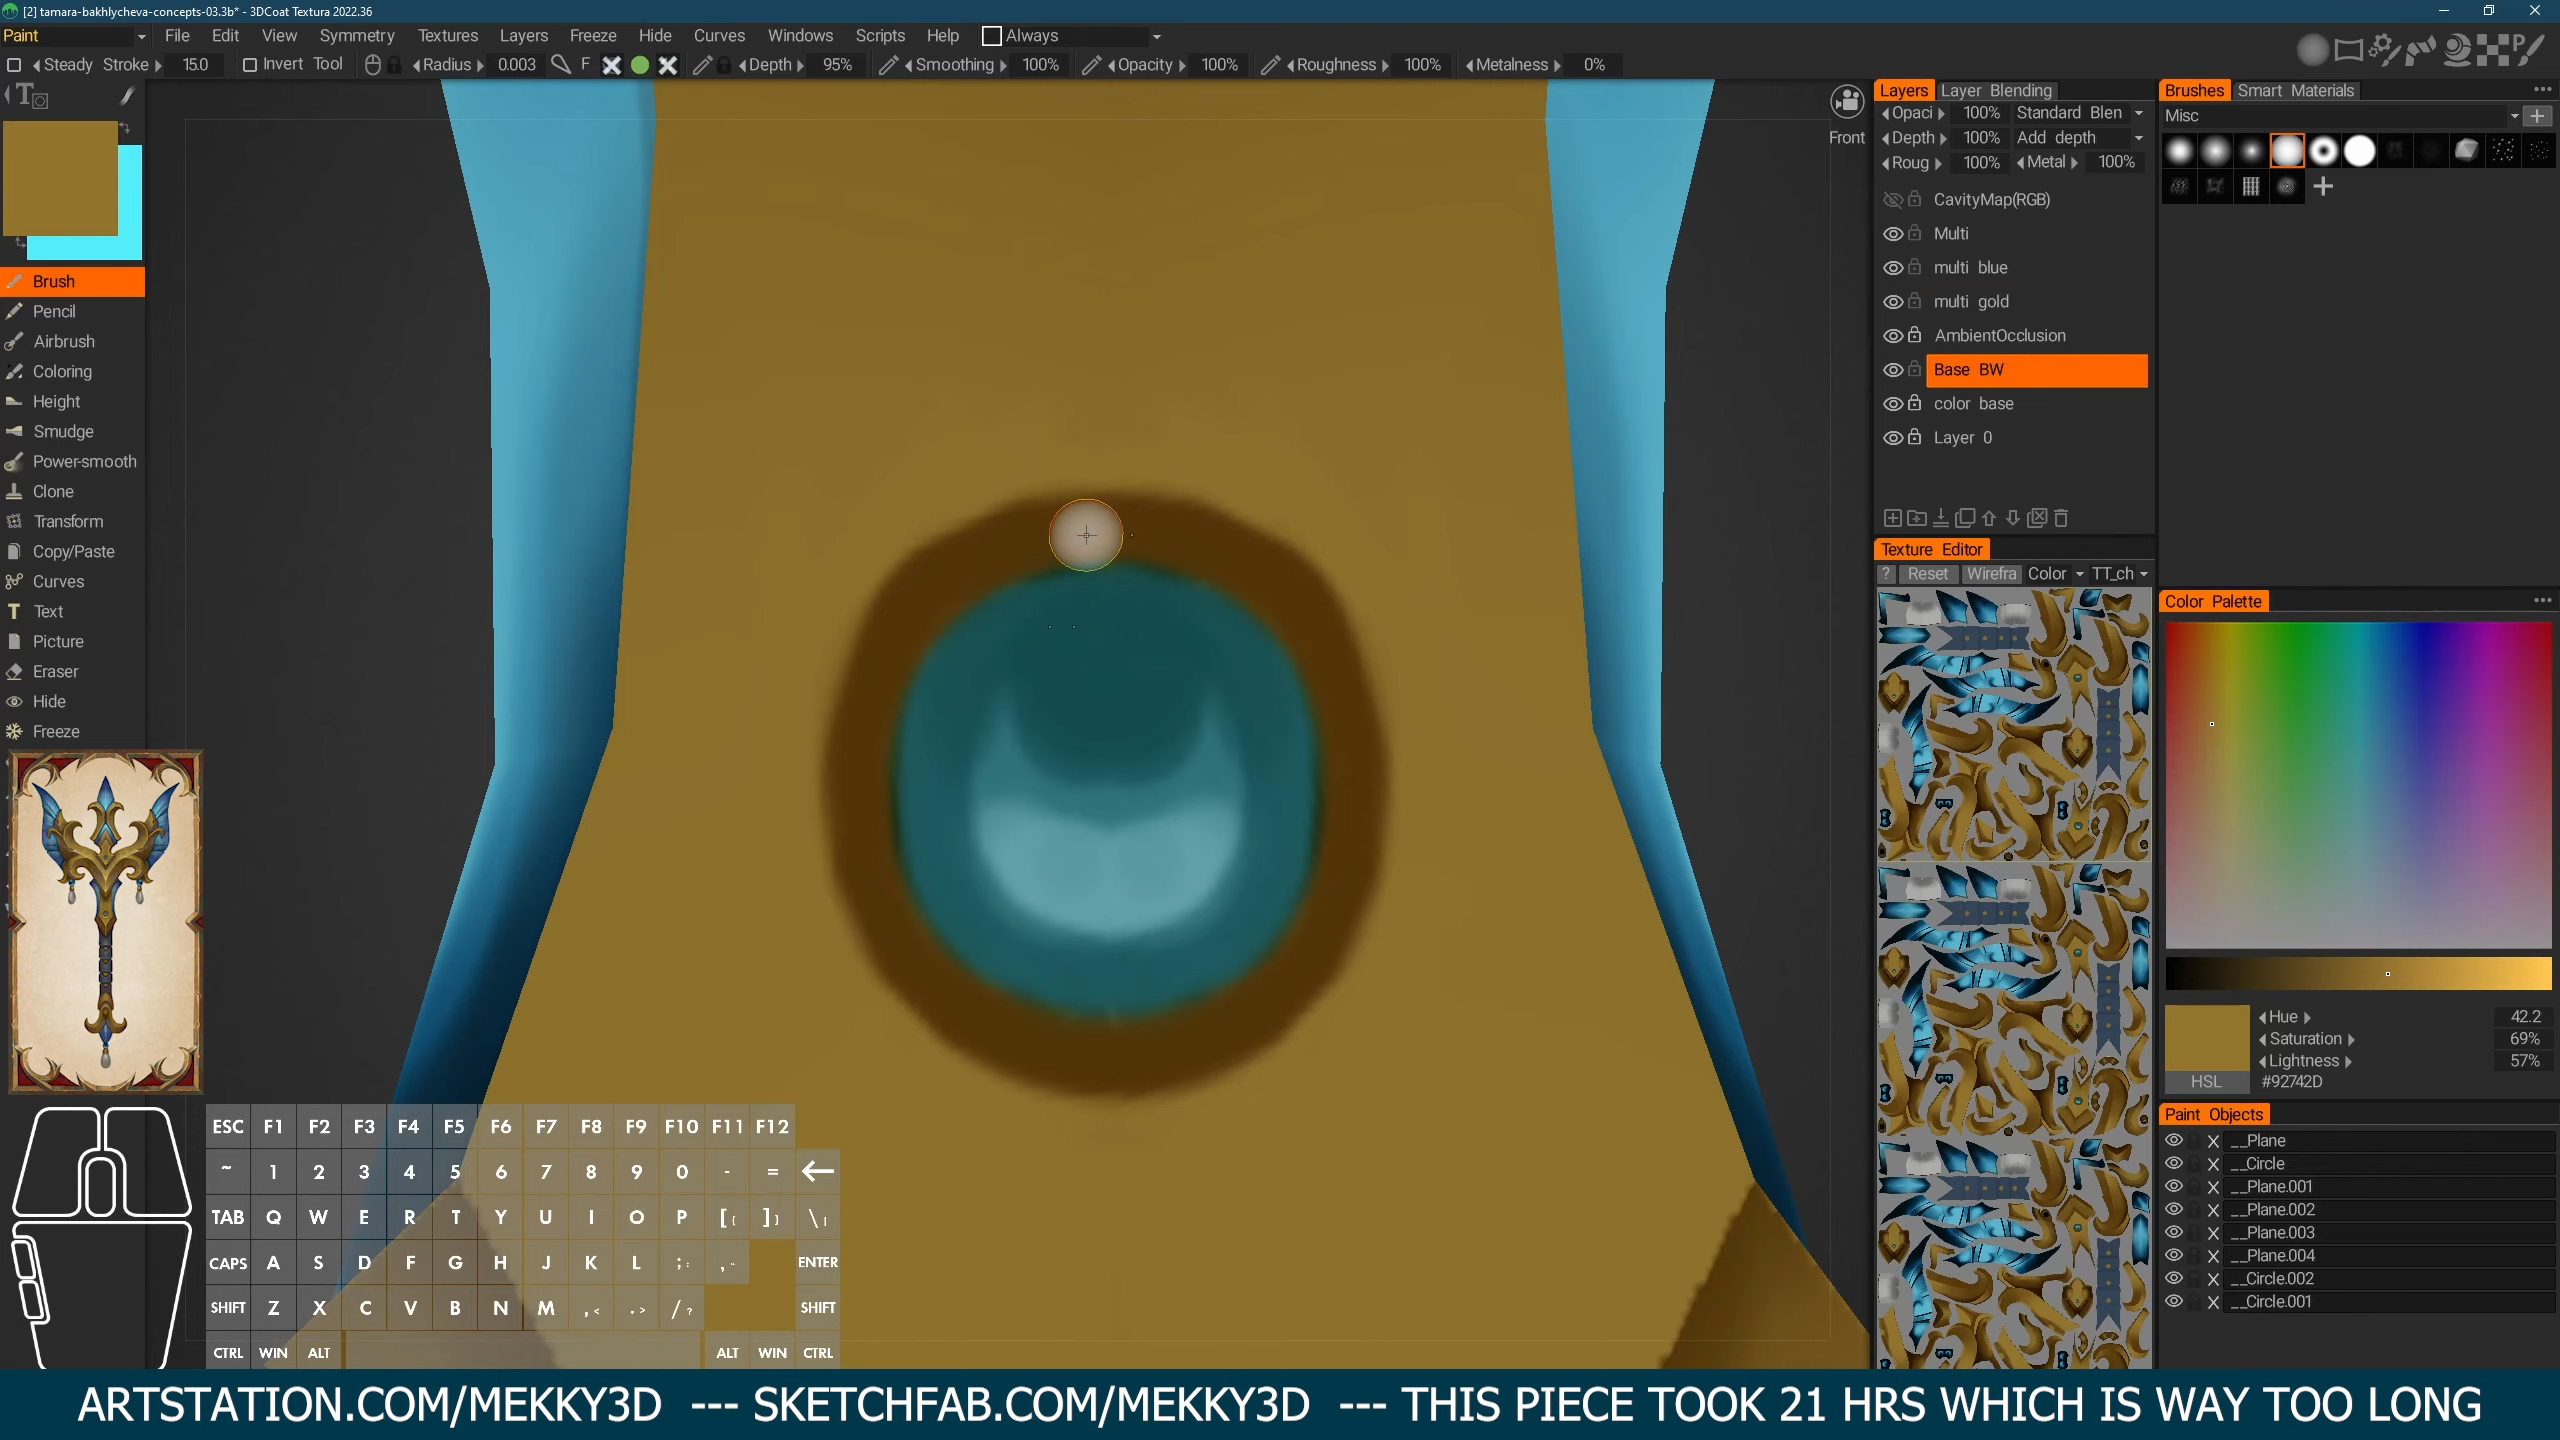 [2] tamara-bakhlycheva-concepts-03.3b* - 3DCoat Textura 2022.36
Paint File Edit View Symmetry Textures Layers Freeze Hide Curves Windows Scripts Help Always
Steady Stroke 15.0 Invert Tool Radius 0.003 F Depth 95% Smoothing 100% Opacity 100% Roughness 100% Metalness 0%
Front
Brush
Pencil
Airbrush
Coloring
Height
Smudge
Power-smooth
Clone
Transform
Copy/Paste
Curves
Text
Picture
Eraser
Hide
Freeze
Layers Layer Blending
Opaci 100% Standard Blen
Depth 100% Add depth
Roug 100% Metal 100%
CavityMap(RGB)
Multi
multi blue
multi gold
AmbientOcclusion
Base BW
color base
Layer 0
Texture Editor
? Reset Wirefra Color TT_ch
Brushes Smart Materials
Misc
Color Palette
Hue 42.2
Saturation 69%
Lightness 57%
HSL #92742D
Paint Objects
X __Plane
X __Circle
X __Plane.001
X __Plane.002
X __Plane.003
X __Plane.004
X __Circle.002
X __Circle.001
ESC F1 F2 F3 F4 F5 F6 F7 F8 F9 F10 F11 F12
~ 1 2 3 4 5 6 7 8 9 0 - =
TAB Q W E R T Y U I O P [{ ]} \|
CAPS A S D F G H J K L ;: ENTER
SHIFT Z X C V B N M ,< .> /? SHIFT
CTRL WIN ALT ALT WIN CTRL
ARTSTATION.COM/MEKKY3D --- SKETCHFAB.COM/MEKKY3D --- THIS PIECE TOOK 21 HRS WHICH IS WAY TOO LONG